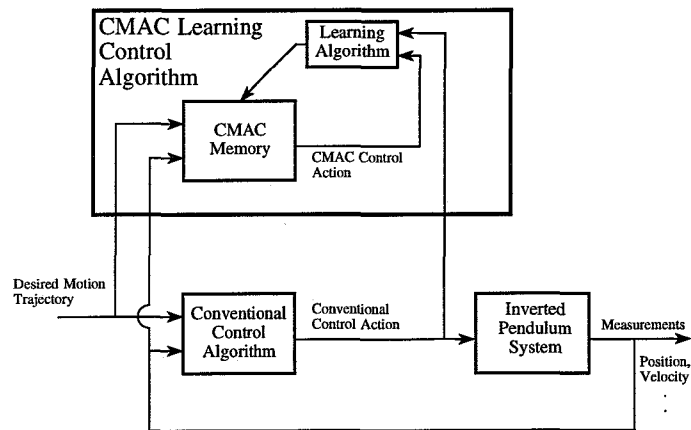 CMAC Learning
Control
Algorithm
Learning
Algorithm
CMAC
Memory
CMAC Control
Action
Desired Motion
Trajectory
Conventional
Control
Algorithm
Conventional
Control Action
Inverted
Pendulum
System
Measurements
Position,
Velocity
.
.